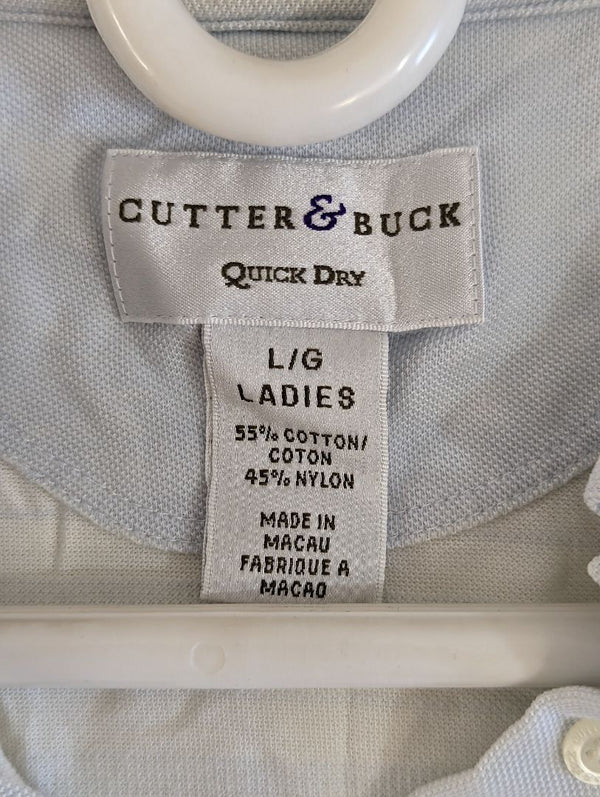 CUTTER & BUCK
QUICK DRY
L/G
LADIES
55% COTTON/
COTON
45% NYLON
MADE IN
MACAU
FABRIQUE A
MACAO